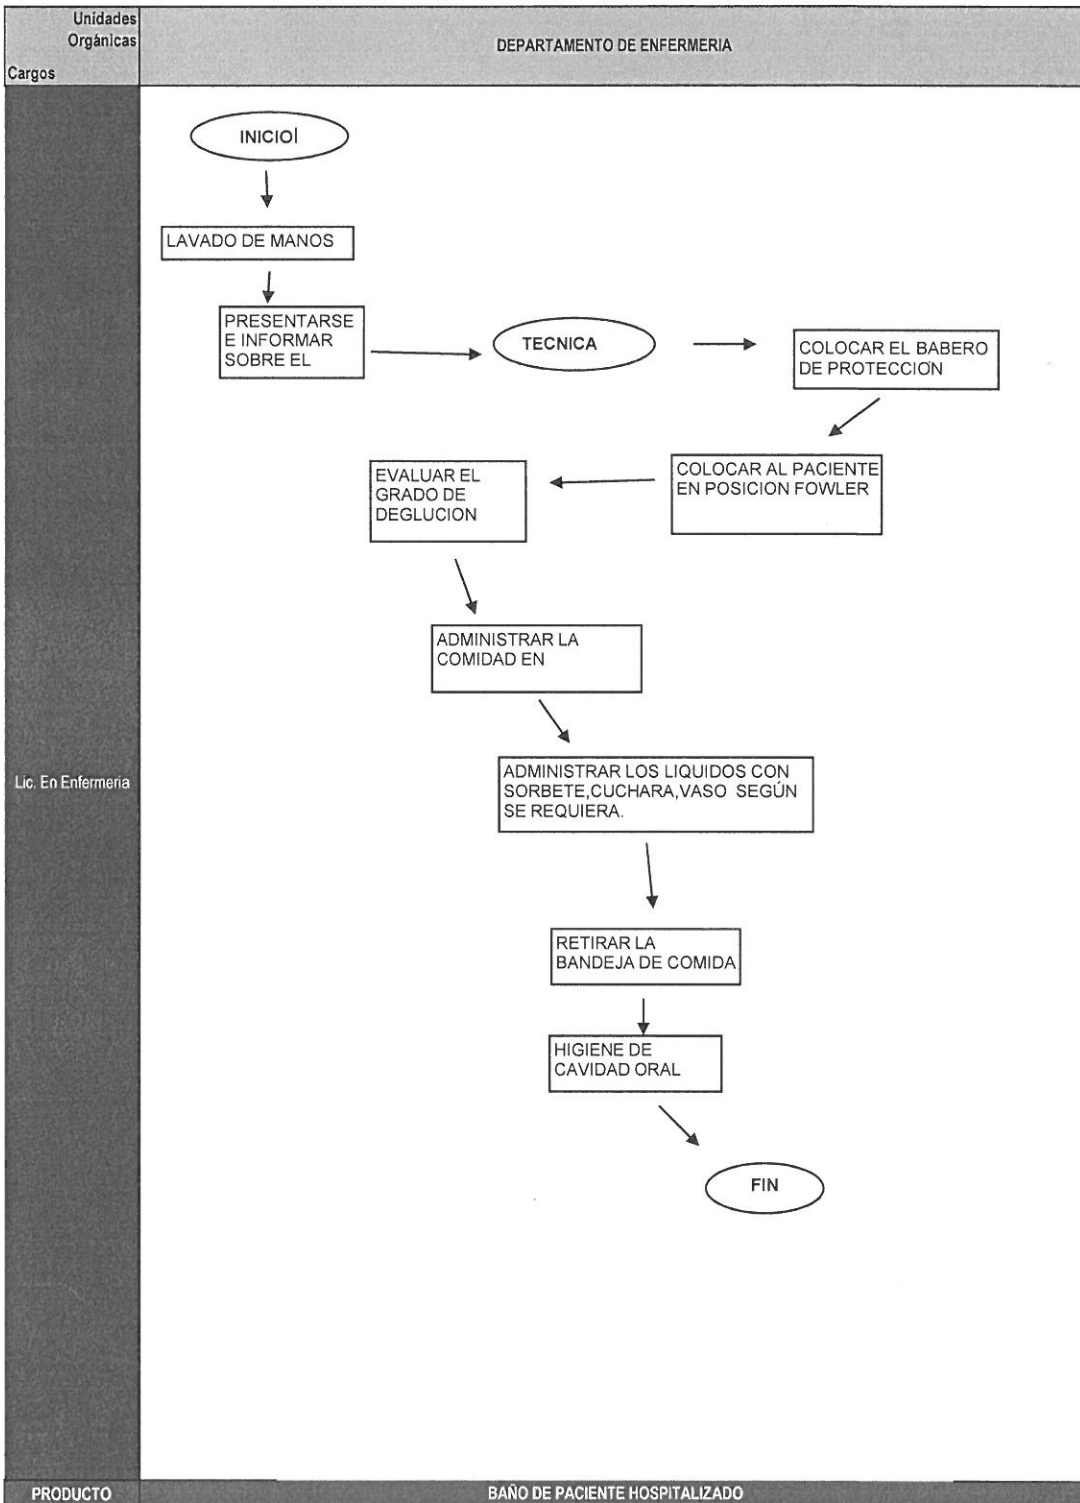 Unidades
Orgánicas
Cargos
DEPARTAMENTO DE ENFERMERIA
INICIO|
LAVADO DE MANOS
PRESENTARSE
E INFORMAR
SOBRE EL
TECNICA
COLOCAR EL BABERO
DE PROTECCION
COLOCAR AL PACIENTE
EN POSICION FOWLER
EVALUAR EL
GRADO DE
DEGLUCION
ADMINISTRAR LA
COMIDAD EN
ADMINISTRAR LOS LIQUIDOS CON
SORBETE,CUCHARA,VASO SEGÚN
SE REQUIERA.
Lic. En Enfermeria
RETIRAR LA
BANDEJA DE COMIDA
HIGIENE DE
CAVIDAD ORAL
FIN
PRODUCTO
BAÑO DE PACIENTE HOSPITALIZADO